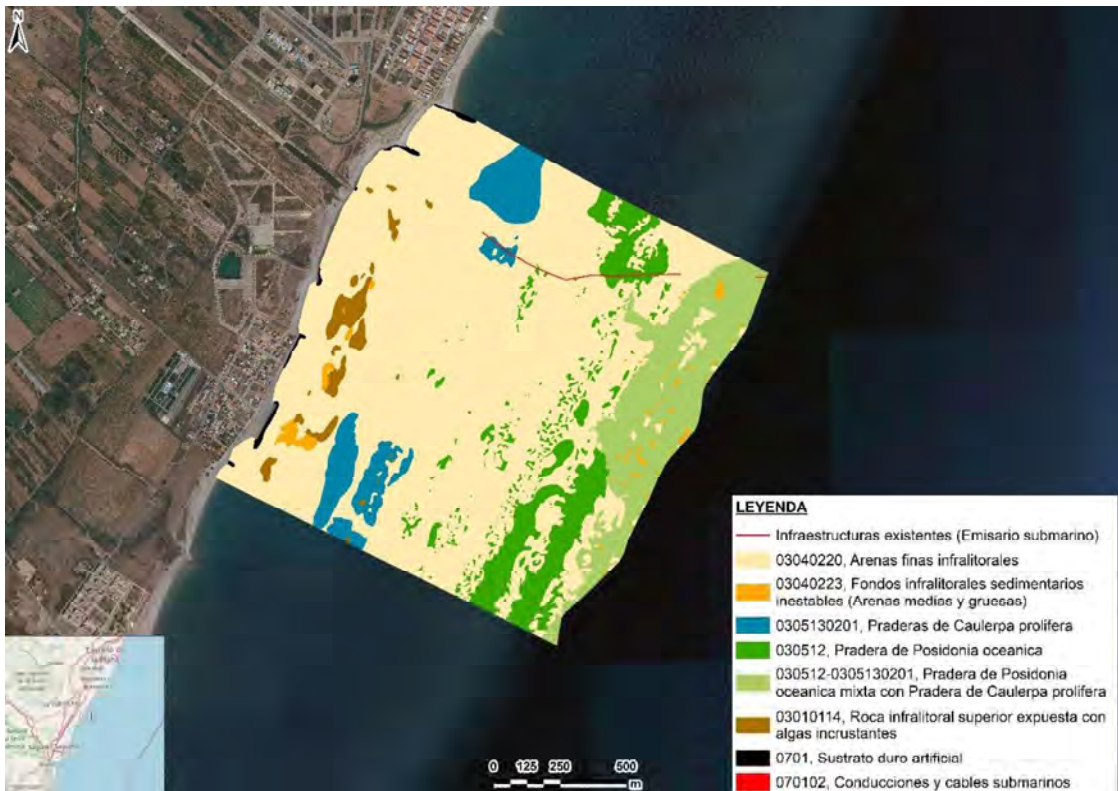 N
LEYENDA
Infraestructuras existentes (Emisario submarino)
03040220, Arenas finas infralitorales
03040223, Fondos infralitorales sedimentarios
inestables (Arenas medias y gruesas)
0305130201, Praderas de Caulerpa prolifera
030512, Pradera de Posidonia oceanica
030512-0305130201, Pradera de Posidonia
oceanica mixta con Pradera de Caulerpa prolifera
03010114, Roca infralitoral superior expuesta con
algas incrustantes
0701, Sustrato duro artificial
070102, Conducciones y cables submarinos
0 125 250 500
m